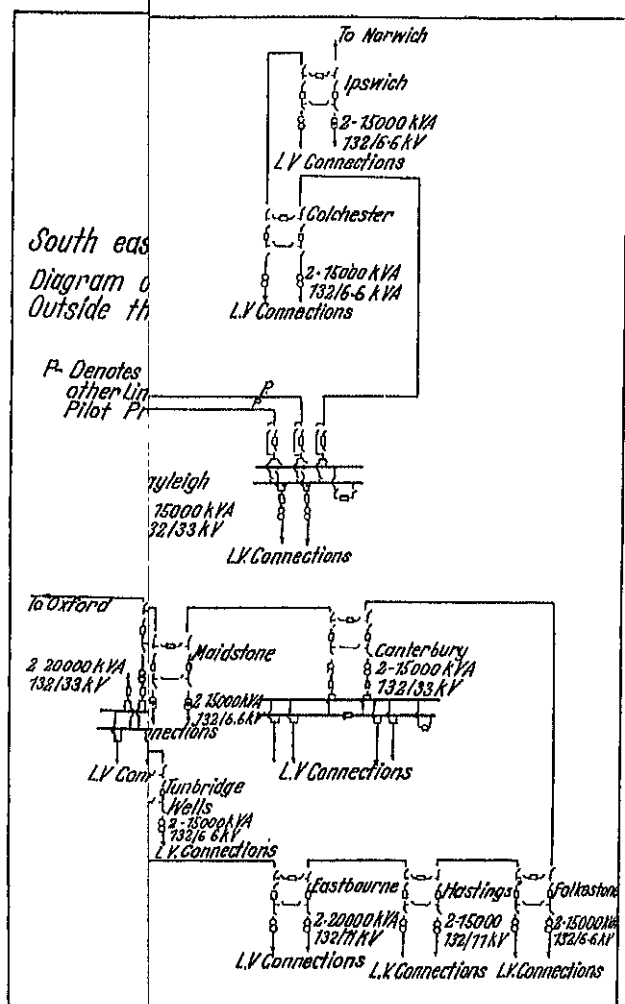 To Norwich
Ipswich
2-15000 kVA
132/6·6 kV
L.V Connections
Colchester
2-15000 kVA
132/6·6 kVA
L.V Connections
South eas
Diagram o
Outside th
P- Denotes
other Lin
Pilot Pr
P.
P
ayleigh
15000 kVA
32/33 kV
L.V. Connections
To Oxford
2-20000 kVA
132/33 kV
Maidstone
2-15000 kVA
132/6.6 kV
Canterbury
2-15000 kVA
132/33 kV
nnections
L.V Con
L.V Connections
Tunbridge
Wells
2-15000 kVA
132/6·6 kV
L.V. Connections
Eastbourne
2-20000 kVA
132/11 kV
L.V Connections
Hastings
2-15000
132/11 kV
L.V. Connections
Folkestone
2-15000 kVA
132/6·6 kV
L.V. Connections